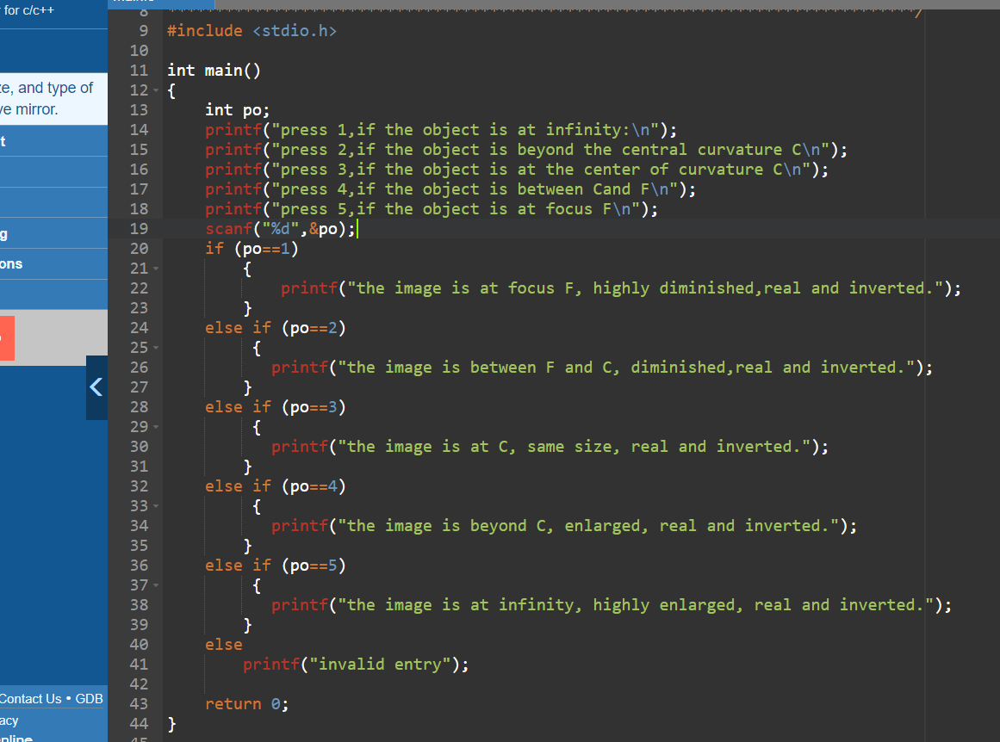 for c/c++
ze, and type of
ve mirror.
t
g
ons
Contact Us • GDB
acy
8
9 #include <stdio.h>
10
11 int main()
12 {
13 int po;
14 printf("press 1,if the object is at infinity:\n");
15 printf("press 2,if the object is beyond the central curvature C\n");
16 printf("press 3,if the object is at the center of curvature C\n");
17 printf("press 4,if the object is between Cand F\n");
18 printf("press 5,if the object is at focus F\n");
19 scanf("%d",&po);
20 if (po==1)
21 {
22 printf("the image is at focus F, highly diminished,real and inverted.");
23 }
24 else if (po==2)
25 {
26 printf("the image is between F and C, diminished,real and inverted.");
27 }
28 else if (po==3)
29 {
30 printf("the image is at C, same size, real and inverted.");
31 }
32 else if (po==4)
33 {
34 printf("the image is beyond C, enlarged, real and inverted.");
35 }
36 else if (po==5)
37 {
38 printf("the image is at infinity, highly enlarged, real and inverted.");
39 }
40 else
41 printf("invalid entry");
42
43 return 0;
44 }